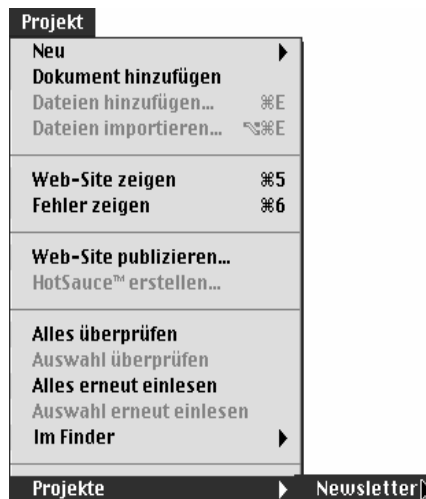 Projekt
Neu
Dokument hinzufügen
Dateien hinzufügen... ⌘E
Dateien importieren... ⌥⌘E
Web-Site zeigen ⌘5
Fehler zeigen ⌘6
Web-Site publizieren...
HotSauce™ erstellen...
Alles überprüfen
Auswahl überprüfen
Alles erneut einlesen
Auswahl erneut einlesen
Im Finder
Projekte Newsletter